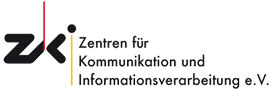 zki
Zentren für
Kommunikation und
Informationsverarbeitung e.V.